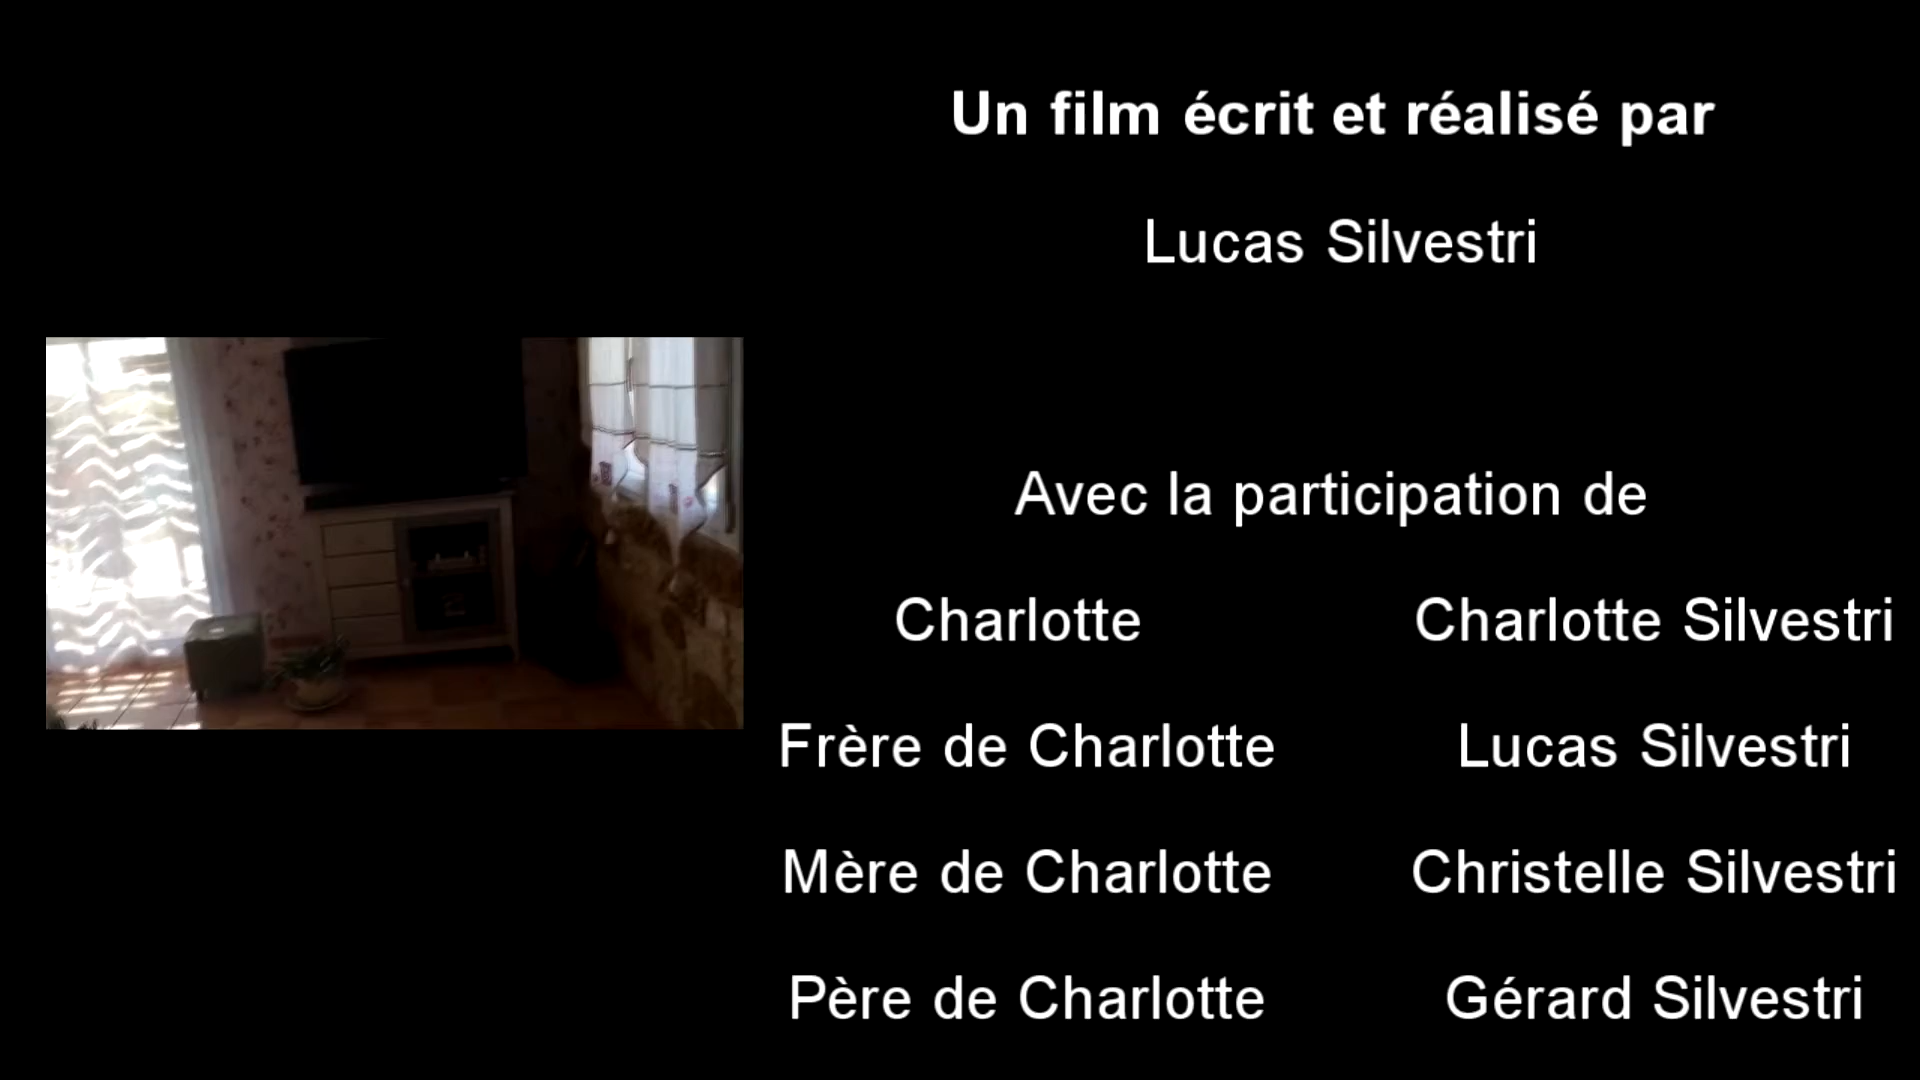 Un film écrit et réalisé par
Lucas Silvestri
Avec la participation de
Charlotte Charlotte Silvestri
Frère de Charlotte Lucas Silvestri
Mère de Charlotte Christelle Silvestri
Père de Charlotte Gérard Silvestri